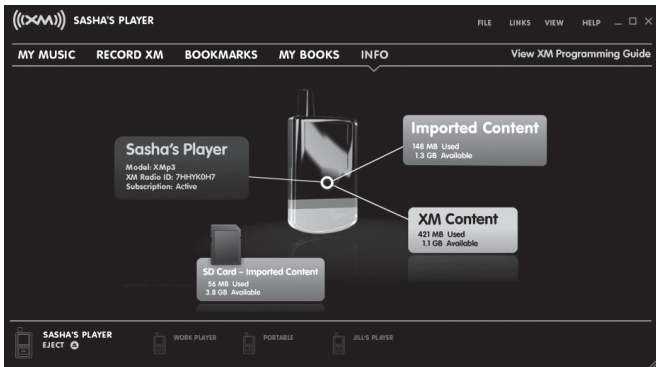 ((XM)) SASHA'S PLAYER
FILE LINKS VIEW HELP
MY MUSIC RECORD XM BOOKMARKS MY BOOKS INFO View XM Programming Guide
Sasha's Player
Model: XMp3
XM Radio ID: 7HHYK0H7
Subscription: Active
Imported Content
148 MB Used
1.3 GB Available
XM Content
421 MB Used
1.1 GB Available
SD Card – Imported Content
56 MB Used
3.8 GB Available
SASHA'S PLAYER
EJECT
WORK PLAYER
PORTABLE
JILL'S PLAYER